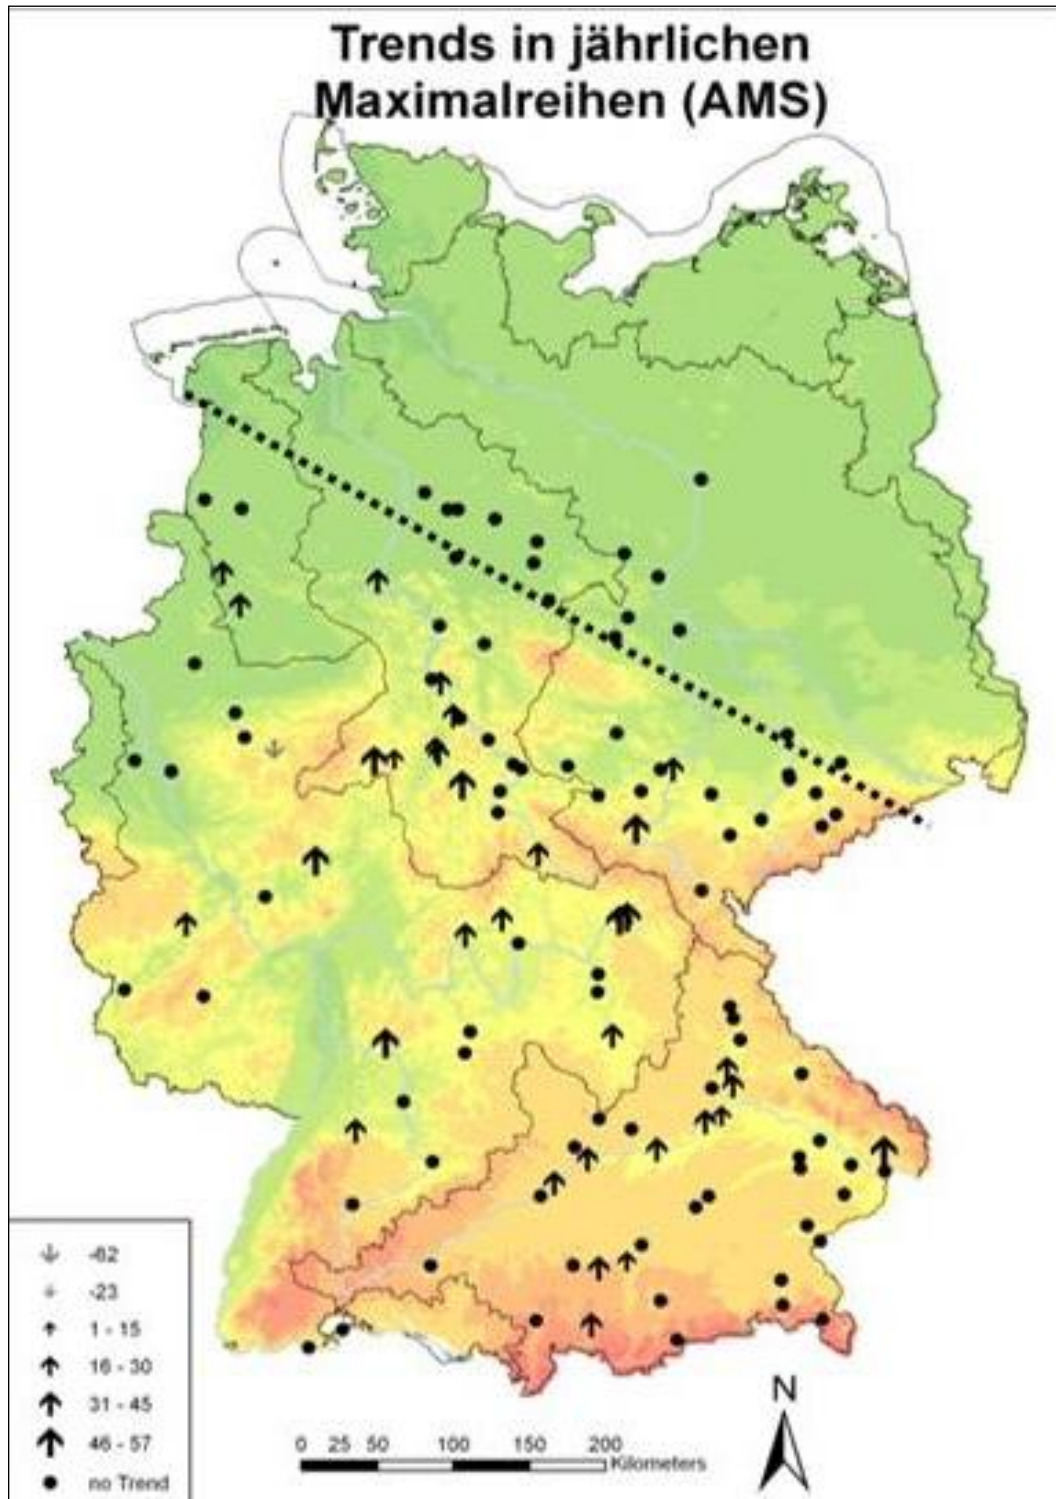 Trends in jährlichen
Maximalreihen (AMS)
-62
-23
1 - 15
16 - 30
31 - 45
46 - 57
no Trend
0 25 50 100 150 200
Kilometers
N